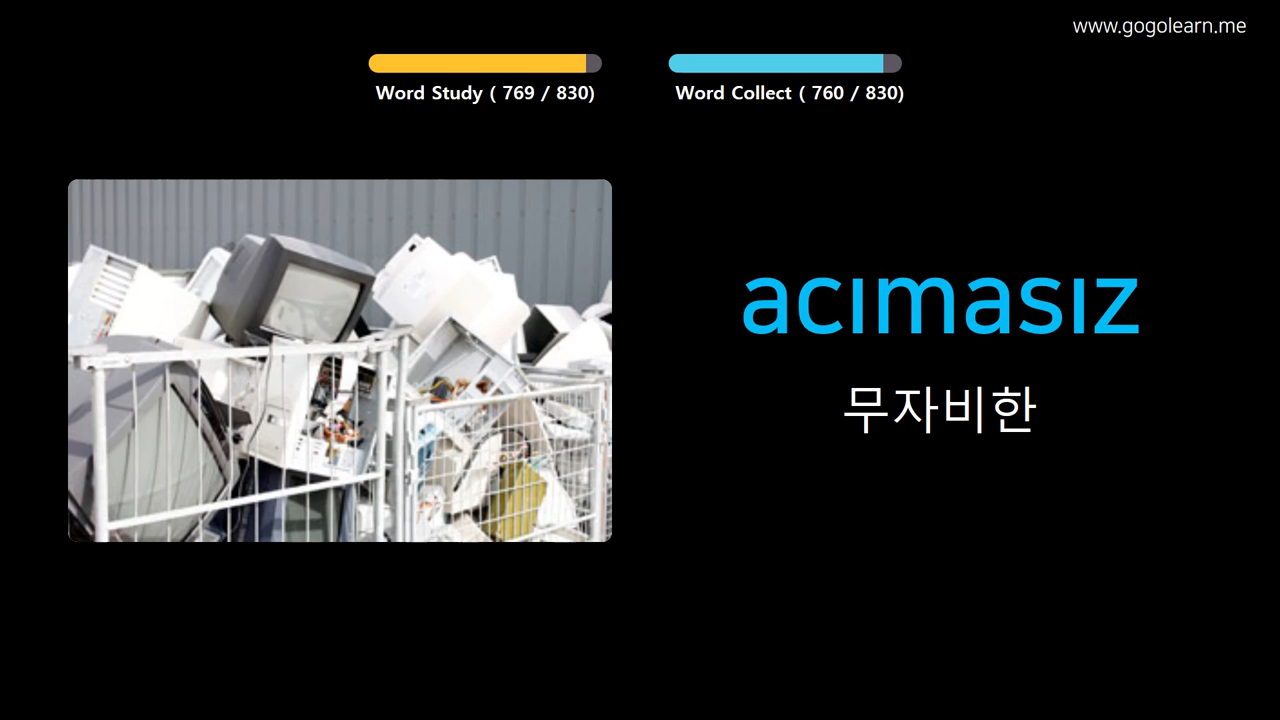 www.gogolearn.me
Word Study ( 769 / 830)
Word Collect ( 760 / 830)
acımasız
무자비한